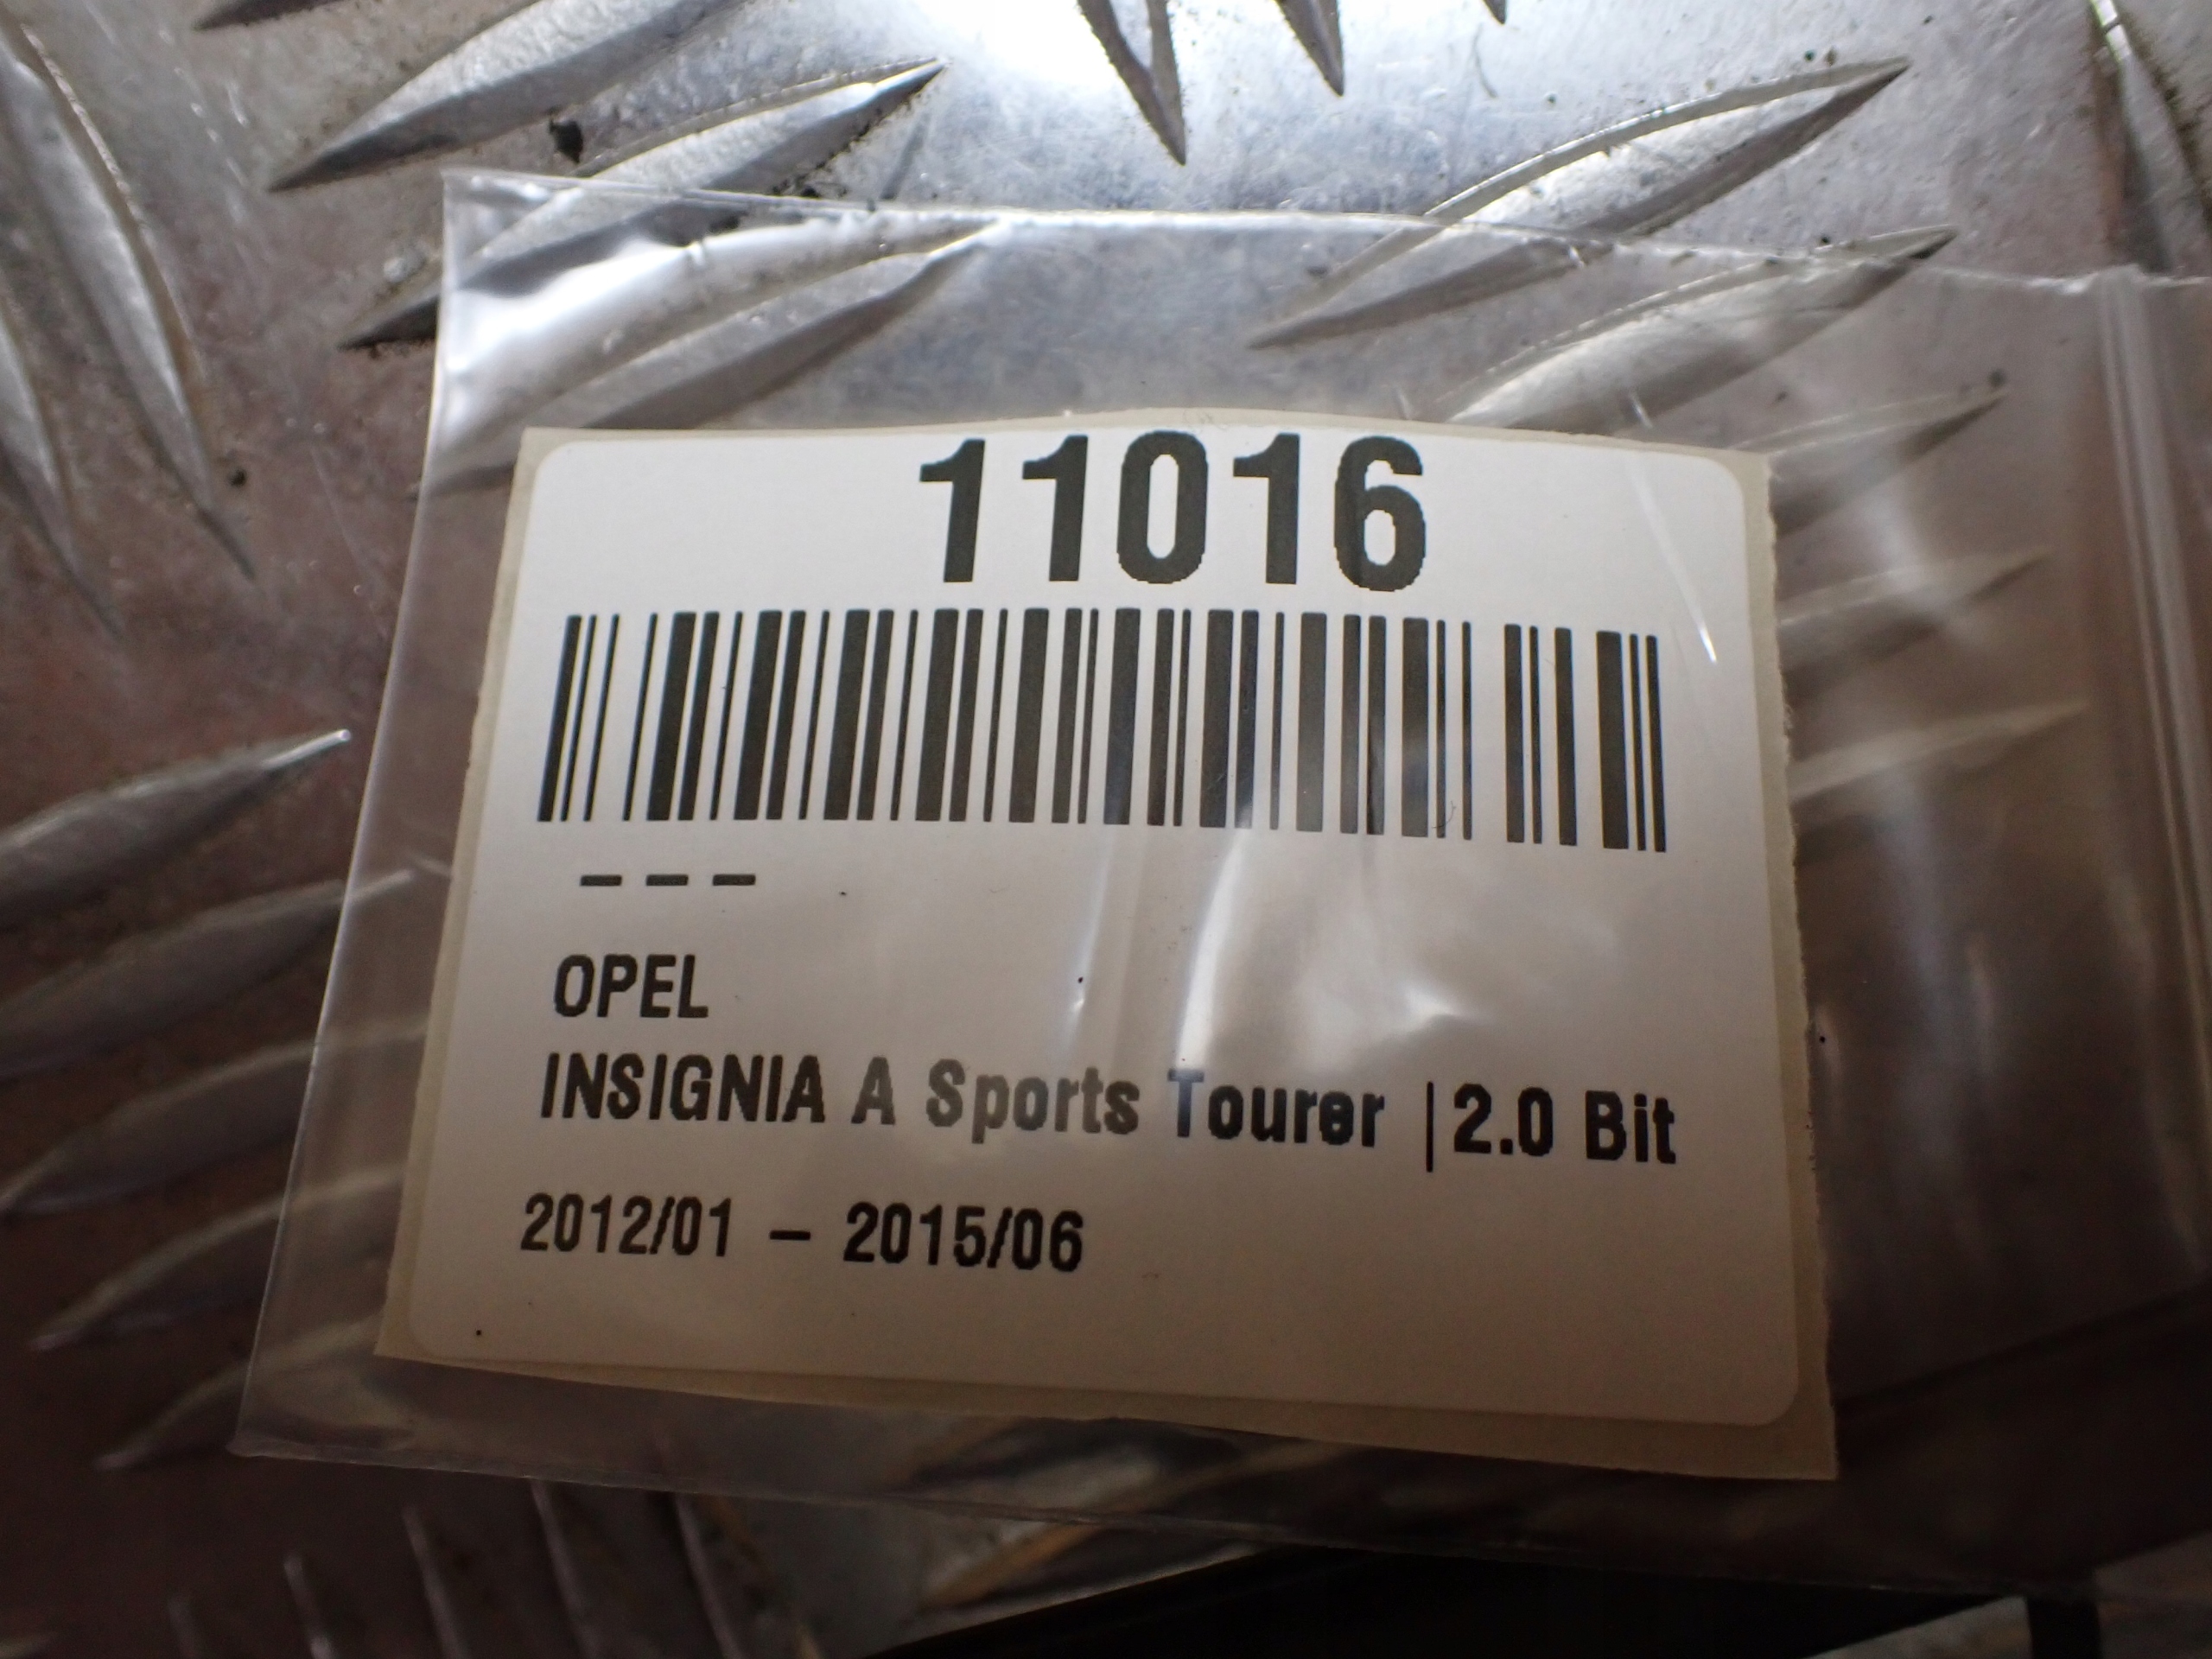 11016
---
OPEL
INSIGNIA A Sports Tourer |2.0 Bit
2012/01 - 2015/06